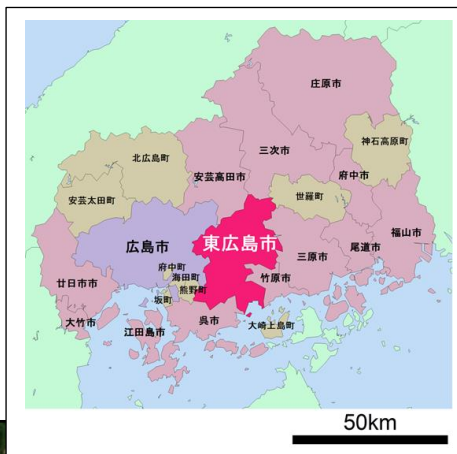 庄原市
神石高原町
三次市
北広島町
安芸高田市
府中市
世羅町
安芸太田町
福山市
広島市
東広島市
尾道市
三原市
府中町
海田町
廿日市市
竹原市
熊野町
坂町
呉市
大竹市
江田島市
大崎上島町
50km